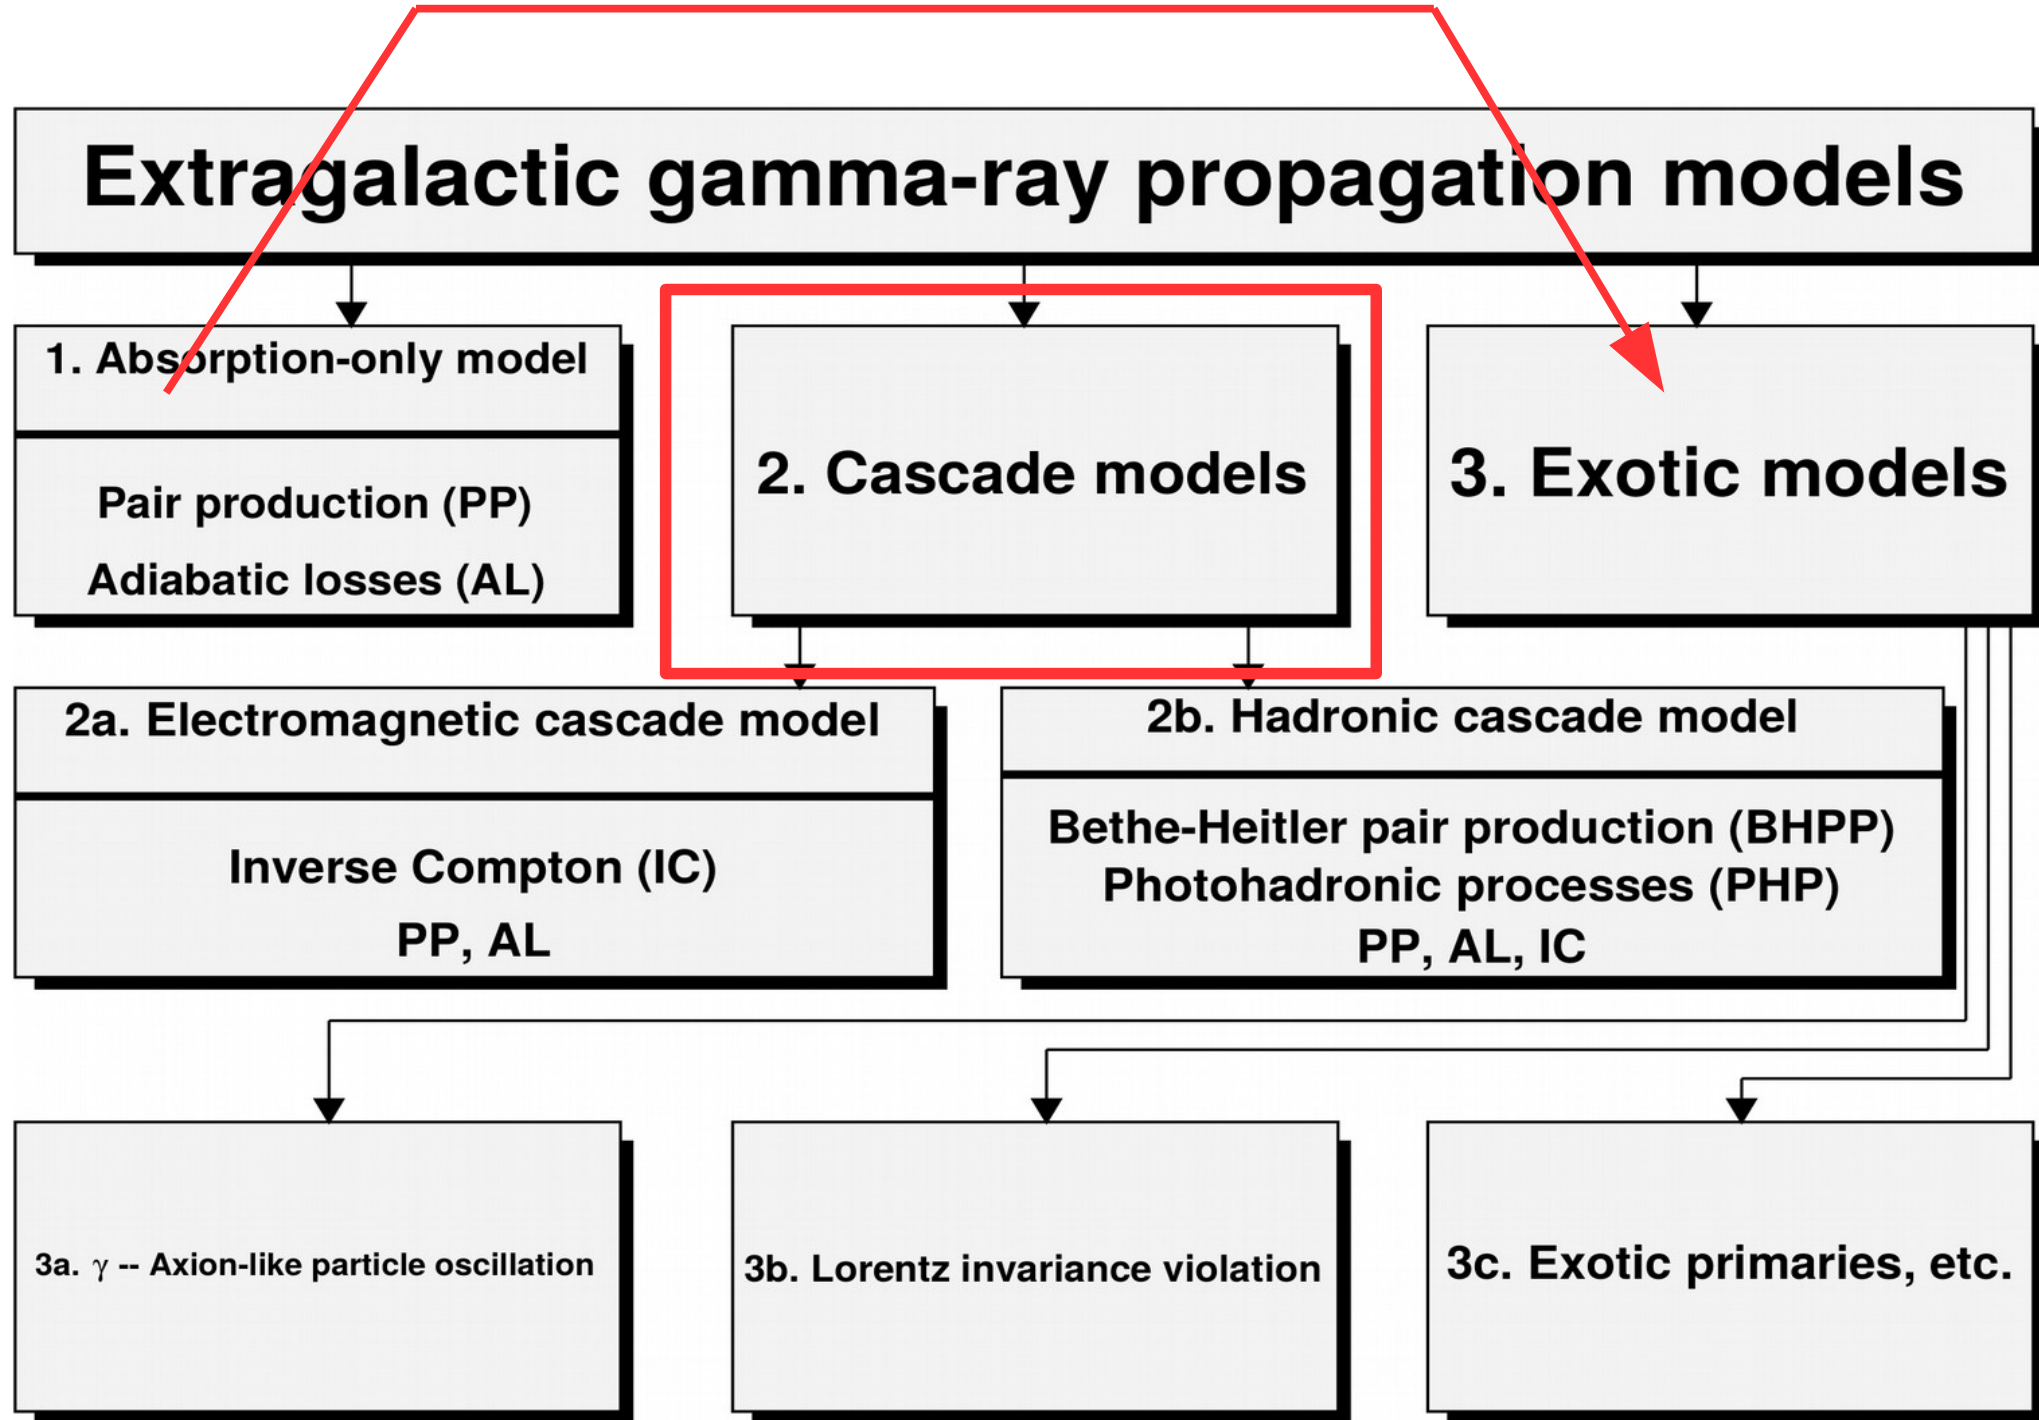 Extragalactic gamma-ray propagation models
1. Absorption-only model
Pair production (PP)
Adiabatic losses (AL)
2. Cascade models
3. Exotic models
2a. Electromagnetic cascade model
Inverse Compton (IC)
PP, AL
2b. Hadronic cascade model
Bethe-Heitler pair production (BHPP)
Photohadronic processes (PHP)
PP, AL, IC
3a. γ -- Axion-like particle oscillation
3b. Lorentz invariance violation
3c. Exotic primaries, etc.